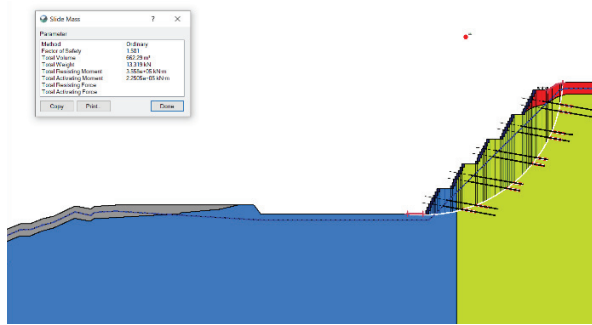 Slide Mass ? ×
Parameter
Method Ordinary
Factor of Safety 1.581
Total Volume 662.29 m³
Total Weight 13,319 kN
Total Resisting Moment 3.558e+05 kN·m
Total Activating Moment 2.2505e+05 kN·m
Total Resisting Force
Total Activating Force
Copy Print... Done